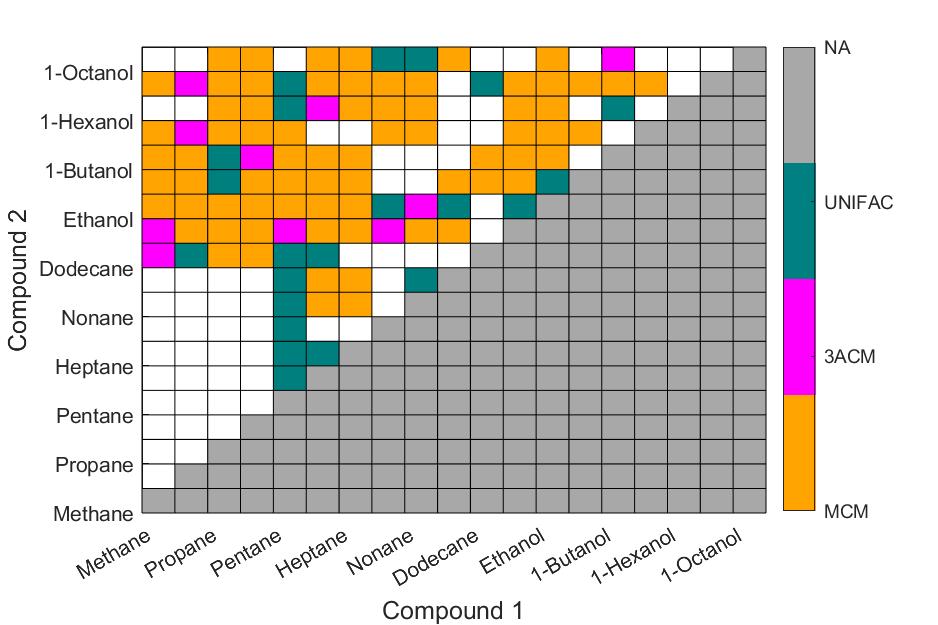 Compound 2
1-Octanol
1-Hexanol
1-Butanol
Ethanol
Dodecane
Nonane
Heptane
Pentane
Propane
Methane
Methane
Propane
Pentane
Heptane
Nonane
Dodecane
Ethanol
1-Butanol
1-Hexanol
1-Octanol
Compound 1
NA
UNIFAC
3ACM
MCM